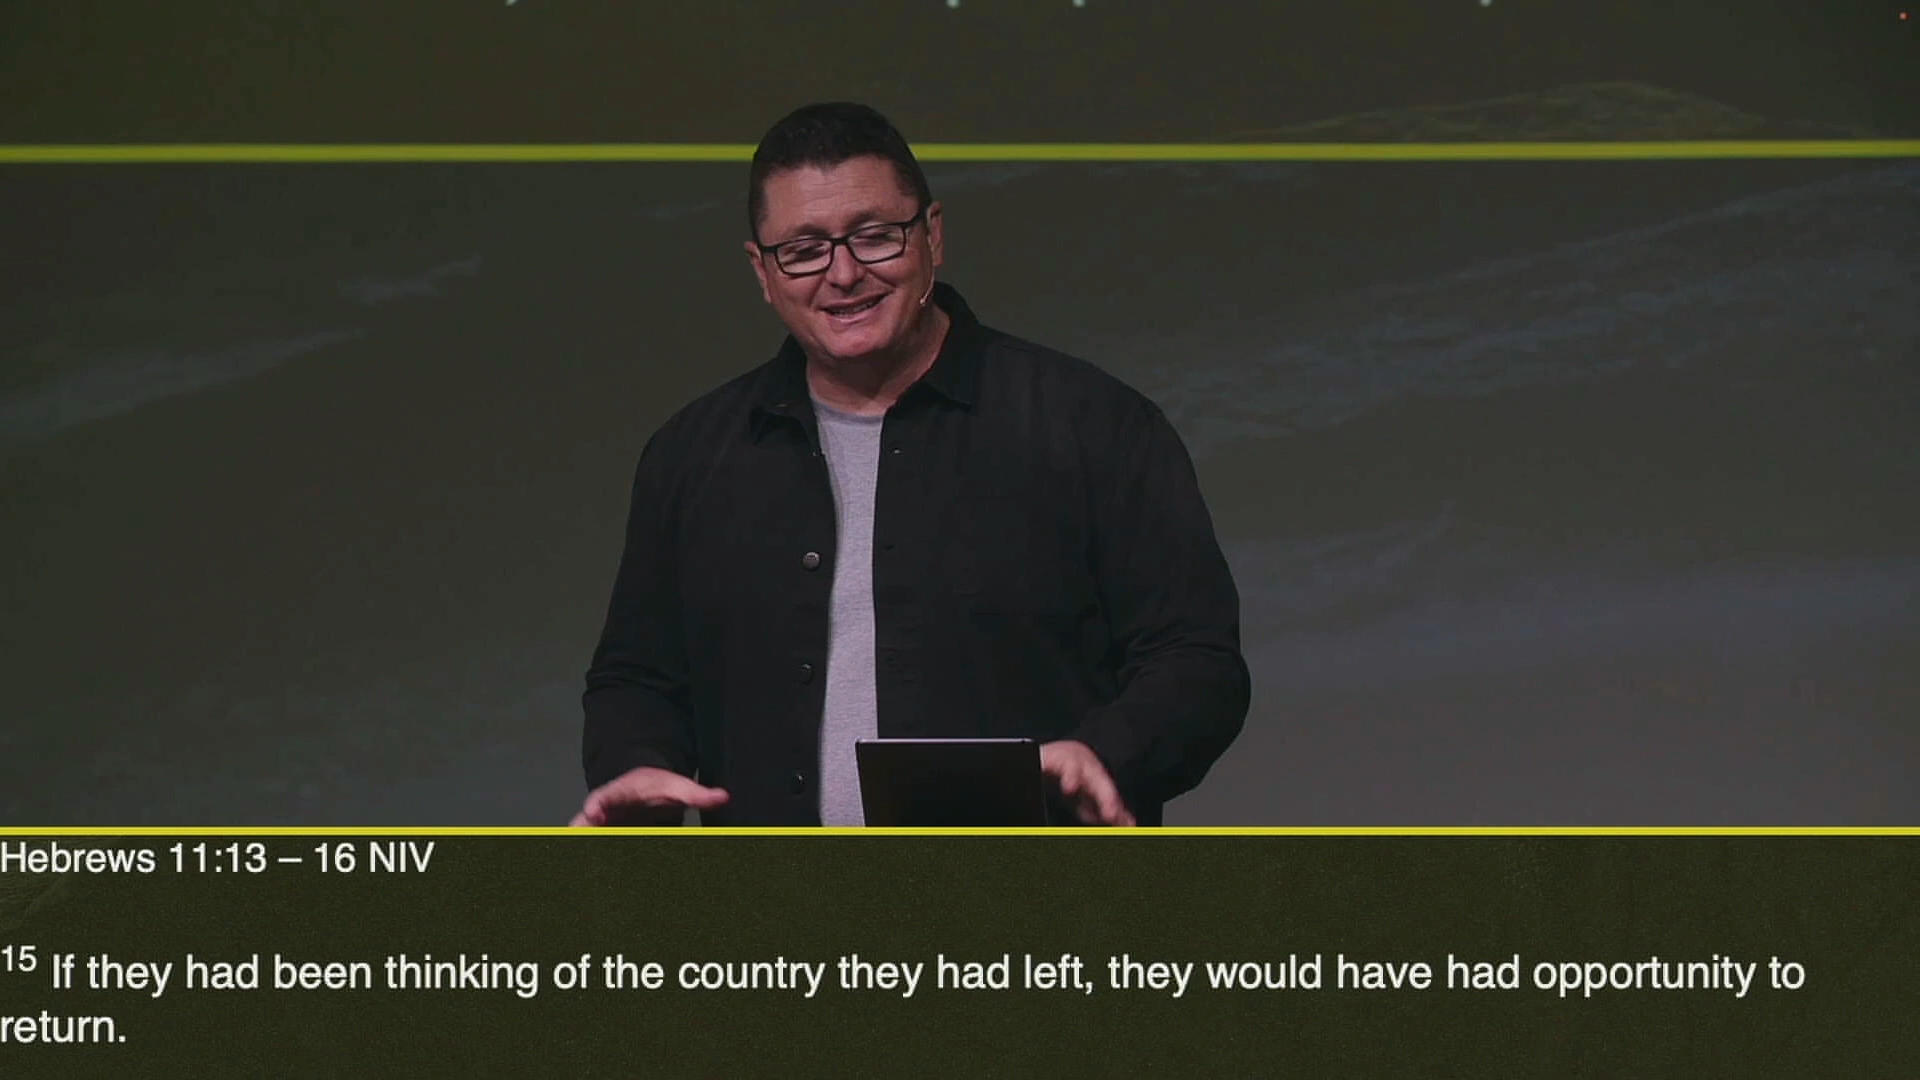 Hebrews 11:13 – 16 NIV
15 If they had been thinking of the country they had left, they would have had opportunity to
return.